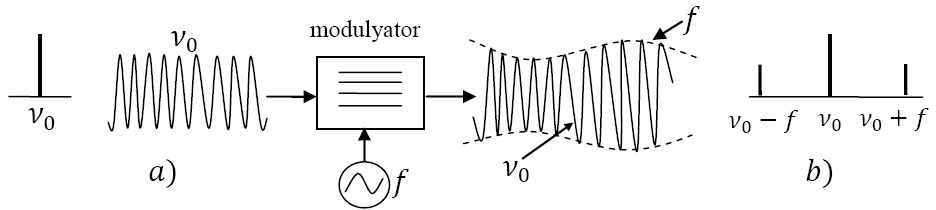 ν₀
ν₀
a)
modulyator
f
f
ν₀
ν₀ − f ν₀ ν₀ + f
b)